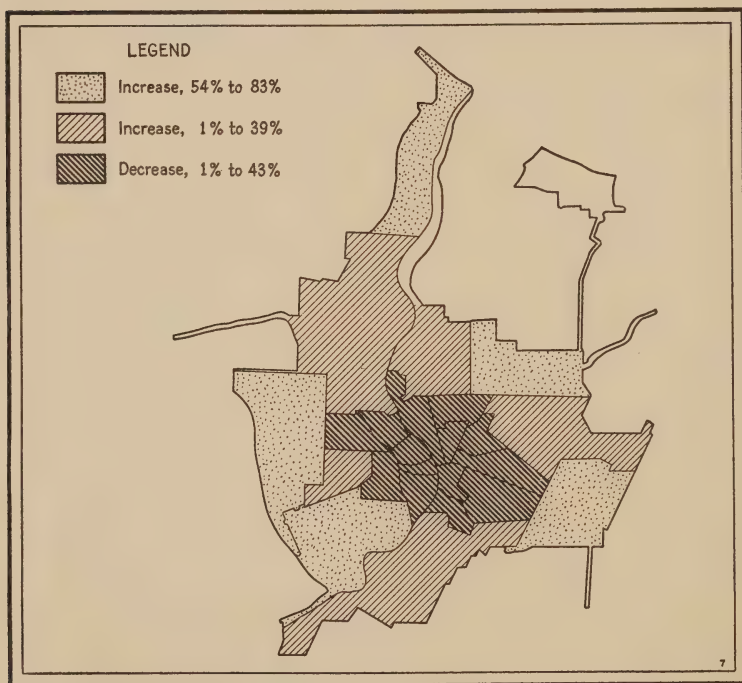 LEGEND
Increase, 54% to 83%
Increase, 1% to 39%
Decrease, 1% to 43%
7